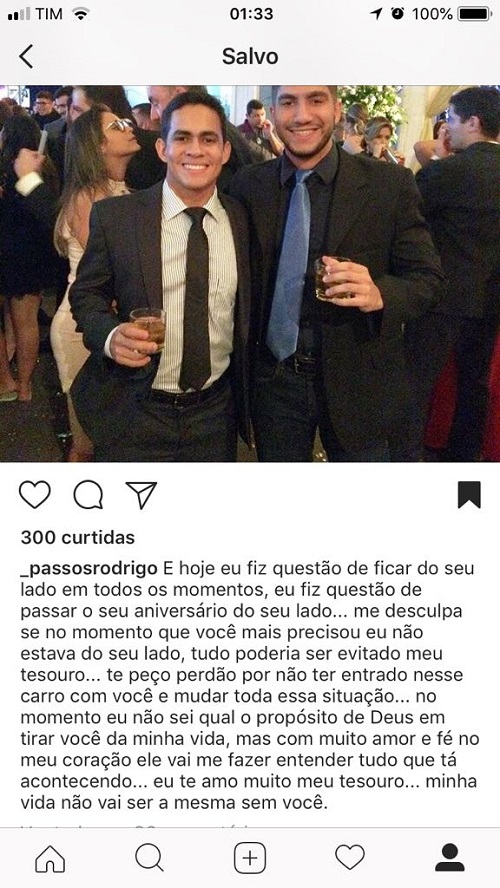 TIM 01:33 100%
Salvo
300 curtidas
_passosrodrigo E hoje eu fiz questão de ficar do seu
lado em todos os momentos, eu fiz questão de
passar o seu aniversário do seu lado... me desculpa
se no momento que você mais precisou eu não
estava do seu lado, tudo poderia ser evitado meu
tesouro... te peço perdão por não ter entrado nesse
carro com você e mudar toda essa situação... no
momento eu não sei qual o propósito de Deus em
tirar você da minha vida, mas com muito amor e fé no
meu coração ele vai me fazer entender tudo que tá
acontecendo... eu te amo muito meu tesouro... minha
vida não vai ser a mesma sem você.